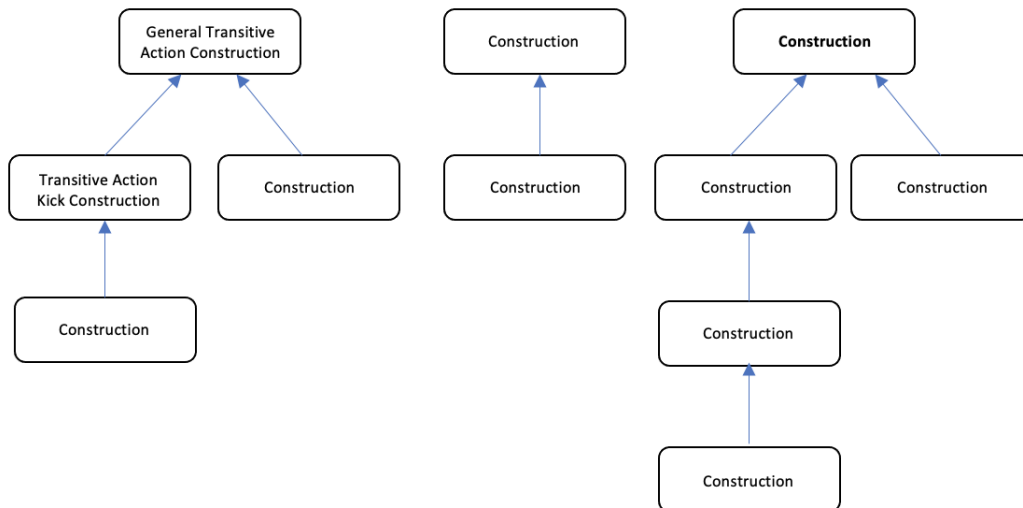 General Transitive
Action Construction
Construction
Construction
Transitive Action
Kick Construction
Construction
Construction
Construction
Construction
Construction
Construction
Construction